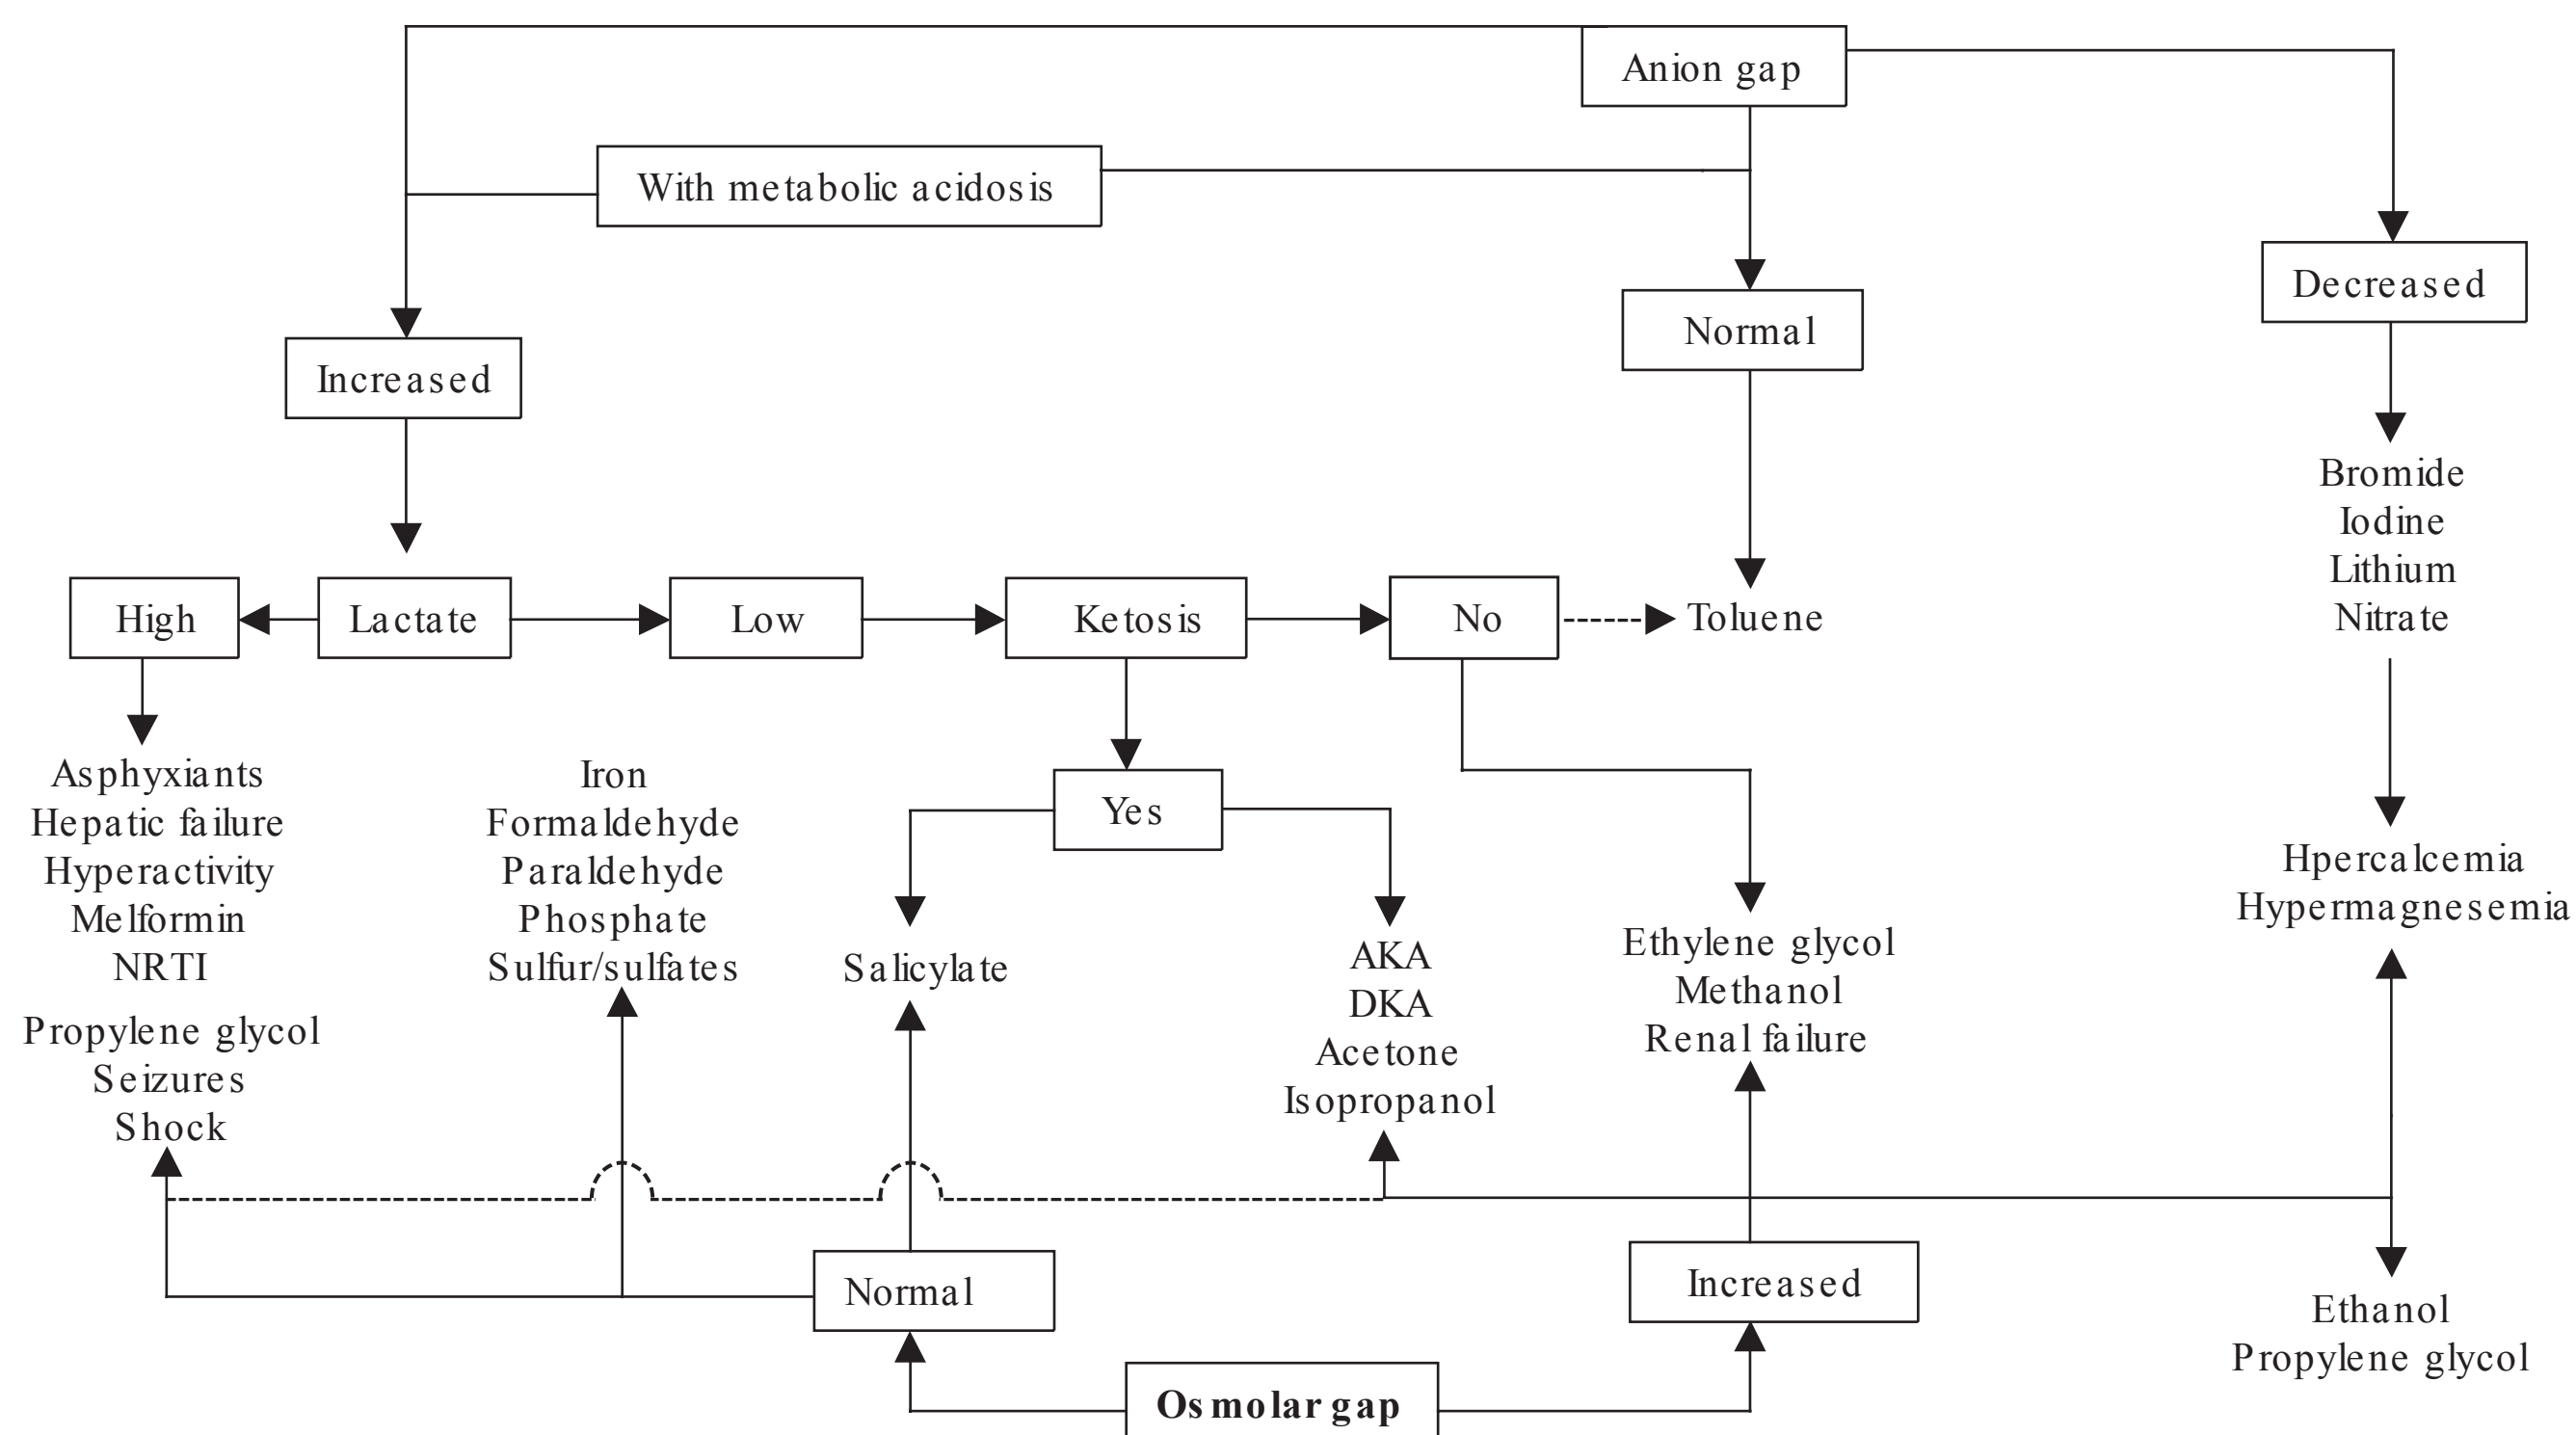 Anion gap
With metabolic acidosis
Decreased
Normal
Increased
Bromide
Iodine
Lithium
Nitrate
High
Lactate
Low
Ketosis
No
Toluene
Asphyxiants
Hepatic failure
Hyperactivity
Melformin
NRTI
Propylene glycol
Seizures
Shock
Iron
Formaldehyde
Paraldehyde
Phosphate
Sulfur/sulfates
Yes
Salicylate
AKA
DKA
Acetone
Isopropanol
Ethylene glycol
Methanol
Renal failure
Hpercalcemia
Hypermagnesemia
Normal
Increased
Ethanol
Propylene glycol
Osmolar gap